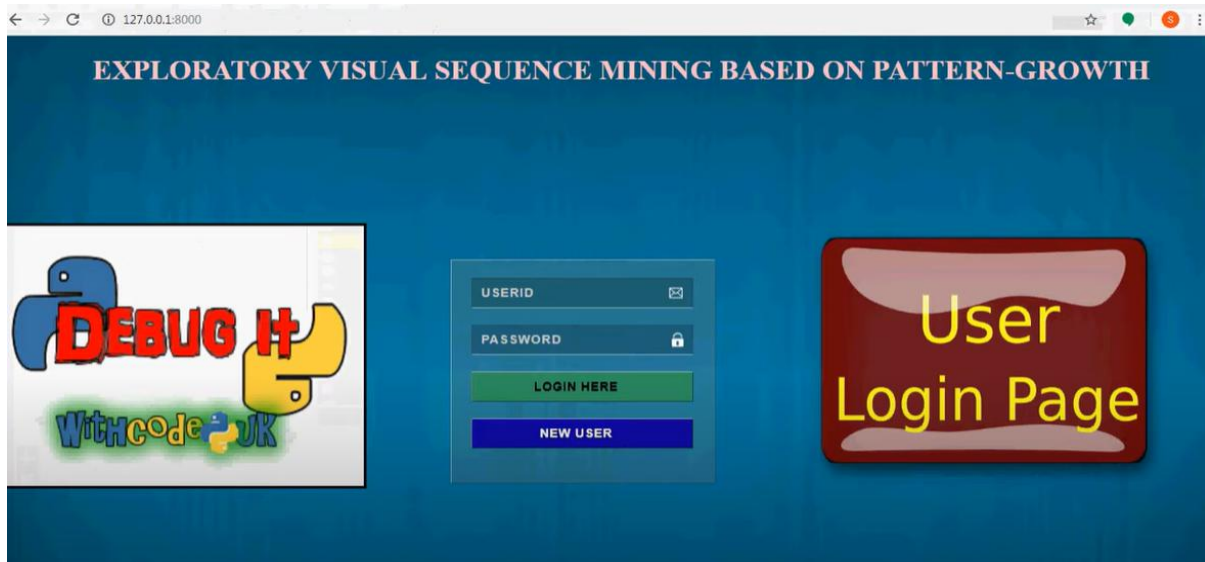 127.0.0.1:8000
S
EXPLORATORY VISUAL SEQUENCE MINING BASED ON PATTERN-GROWTH
DEBUG It
WitHcode UK
USERID
PASSWORD
LOGIN HERE
NEW USER
User
Login Page